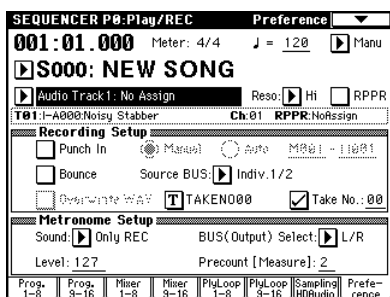 SEQUENCER P0:Play/REC Preference
001:01.000 Meter: 4/4 ♩ = 120 Manu
S000: NEW SONG
Audio Track1: No Assign Reso: Hi RPPR
T01:I-A000:Noisy Stabber Ch:01 RPPR:NoAssign
Recording Setup
Punch In Manual Auto M001 - M001
Bounce Source BUS: Indiv.1/2
Overwrite WAV T TAKENO00 Take No.: 00
Metronome Setup
Sound: Only REC BUS(Output) Select: L/R
Level: 127 Precount [Measure]: 2
Prog. 1-8 Prog. 9-16 Mixer 1-8 Mixer 9-16 PlyLoop 1-8 PlyLoop 9-16 Sampling HDAudio Prefe-cence